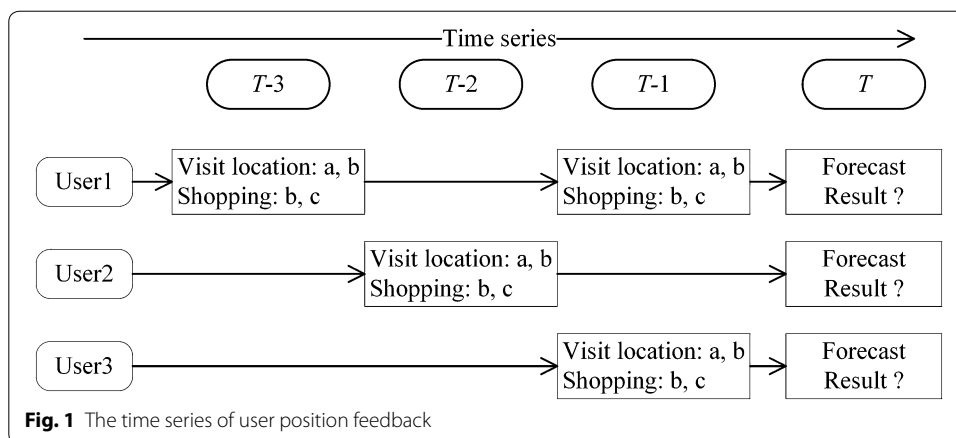 Time series
T-3
T-2
T-1
T
User1
Visit location: a, b
Shopping: b, c
Visit location: a, b
Shopping: b, c
Forecast
Result ?
User2
Visit location: a, b
Shopping: b, c
Forecast
Result ?
User3
Visit location: a, b
Shopping: b, c
Forecast
Result ?
Fig. 1 The time series of user position feedback